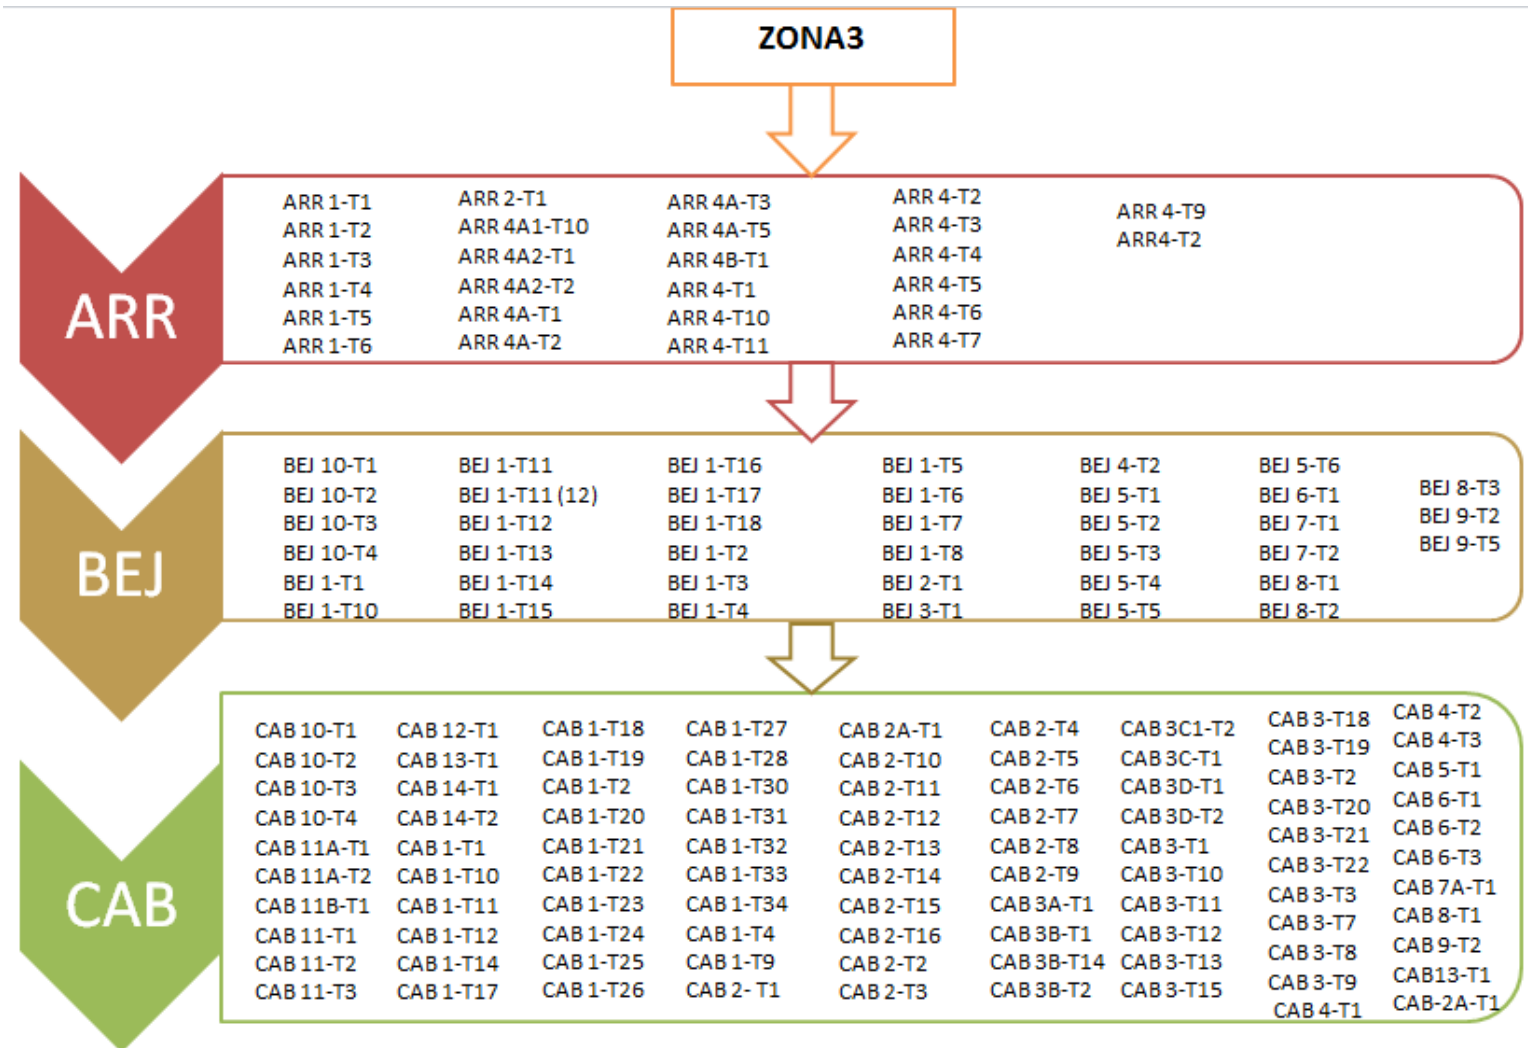 ZONA3
ARR
ARR 1-T1
ARR 1-T2
ARR 1-T3
ARR 1-T4
ARR 1-T5
ARR 1-T6
ARR 2-T1
ARR 4A1-T10
ARR 4A2-T1
ARR 4A2-T2
ARR 4A-T1
ARR 4A-T2
ARR 4A-T3
ARR 4A-T5
ARR 4B-T1
ARR 4-T1
ARR 4-T10
ARR 4-T11
ARR 4-T2
ARR 4-T3
ARR 4-T4
ARR 4-T5
ARR 4-T6
ARR 4-T7
ARR 4-T9
ARR4-T2
BEJ
BEJ 10-T1
BEJ 10-T2
BEJ 10-T3
BEJ 10-T4
BEJ 1-T1
BEJ 1-T10
BEJ 1-T11
BEJ 1-T11 (12)
BEJ 1-T12
BEJ 1-T13
BEJ 1-T14
BEJ 1-T15
BEJ 1-T16
BEJ 1-T17
BEJ 1-T18
BEJ 1-T2
BEJ 1-T3
BEJ 1-T4
BEJ 1-T5
BEJ 1-T6
BEJ 1-T7
BEJ 1-T8
BEJ 2-T1
BEJ 3-T1
BEJ 4-T2
BEJ 5-T1
BEJ 5-T2
BEJ 5-T3
BEJ 5-T4
BEJ 5-T5
BEJ 5-T6
BEJ 6-T1
BEJ 7-T1
BEJ 7-T2
BEJ 8-T1
BEJ 8-T2
BEJ 8-T3
BEJ 9-T2
BEJ 9-T5
CAB
CAB 10-T1
CAB 10-T2
CAB 10-T3
CAB 10-T4
CAB 11A-T1
CAB 11A-T2
CAB 11B-T1
CAB 11-T1
CAB 11-T2
CAB 11-T3
CAB 12-T1
CAB 13-T1
CAB 14-T1
CAB 14-T2
CAB 1-T1
CAB 1-T10
CAB 1-T11
CAB 1-T12
CAB 1-T14
CAB 1-T17
CAB 1-T18
CAB 1-T19
CAB 1-T2
CAB 1-T20
CAB 1-T21
CAB 1-T22
CAB 1-T23
CAB 1-T24
CAB 1-T25
CAB 1-T26
CAB 1-T27
CAB 1-T28
CAB 1-T30
CAB 1-T31
CAB 1-T32
CAB 1-T33
CAB 1-T34
CAB 1-T4
CAB 1-T9
CAB 2- T1
CAB 2A-T1
CAB 2-T10
CAB 2-T11
CAB 2-T12
CAB 2-T13
CAB 2-T14
CAB 2-T15
CAB 2-T16
CAB 2-T2
CAB 2-T3
CAB 2-T4
CAB 2-T5
CAB 2-T6
CAB 2-T7
CAB 2-T8
CAB 2-T9
CAB 3A-T1
CAB 3B-T1
CAB 3B-T14
CAB 3B-T2
CAB 3C1-T2
CAB 3C-T1
CAB 3D-T1
CAB 3D-T2
CAB 3-T1
CAB 3-T10
CAB 3-T11
CAB 3-T12
CAB 3-T13
CAB 3-T15
CAB 3-T18
CAB 3-T19
CAB 3-T2
CAB 3-T20
CAB 3-T21
CAB 3-T22
CAB 3-T3
CAB 3-T7
CAB 3-T8
CAB 3-T9
CAB 4-T1
CAB 4-T2
CAB 4-T3
CAB 5-T1
CAB 6-T1
CAB 6-T2
CAB 6-T3
CAB 7A-T1
CAB 8-T1
CAB 9-T2
CAB13-T1
CAB-2A-T1